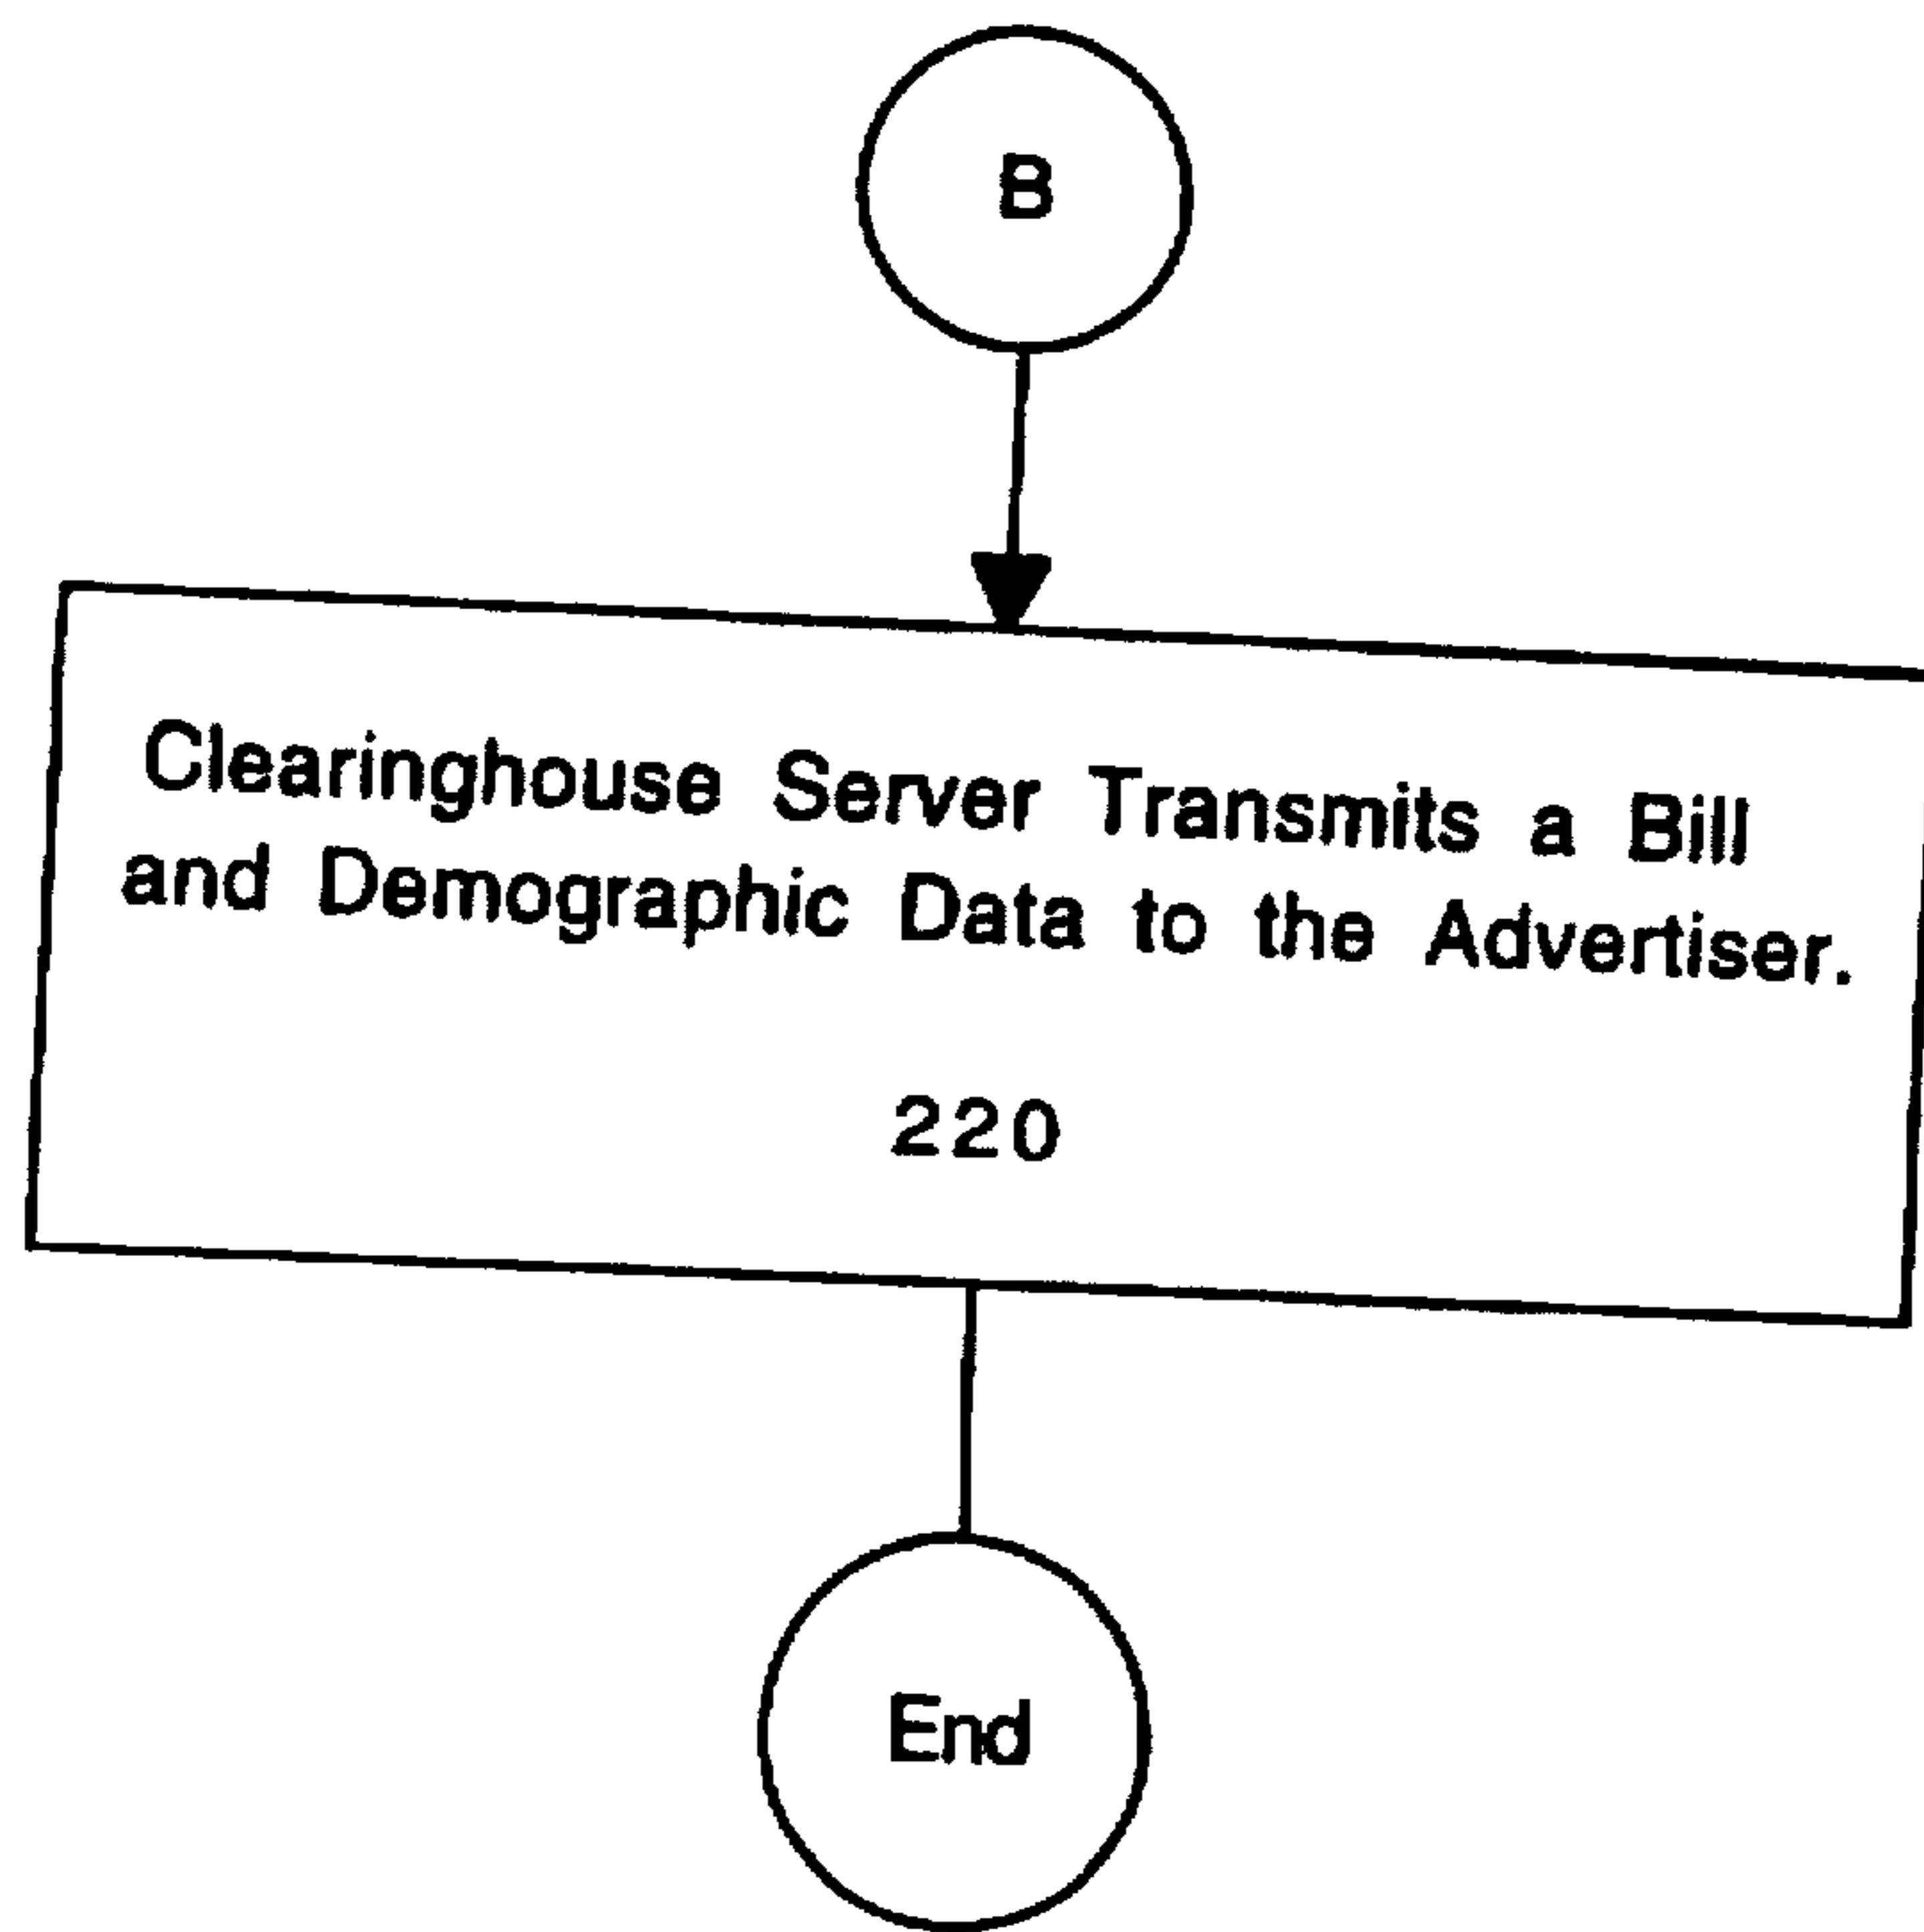 B
Clearinghouse Server Transmits a Bill
and Demographic Data to the Advertiser.
220
End